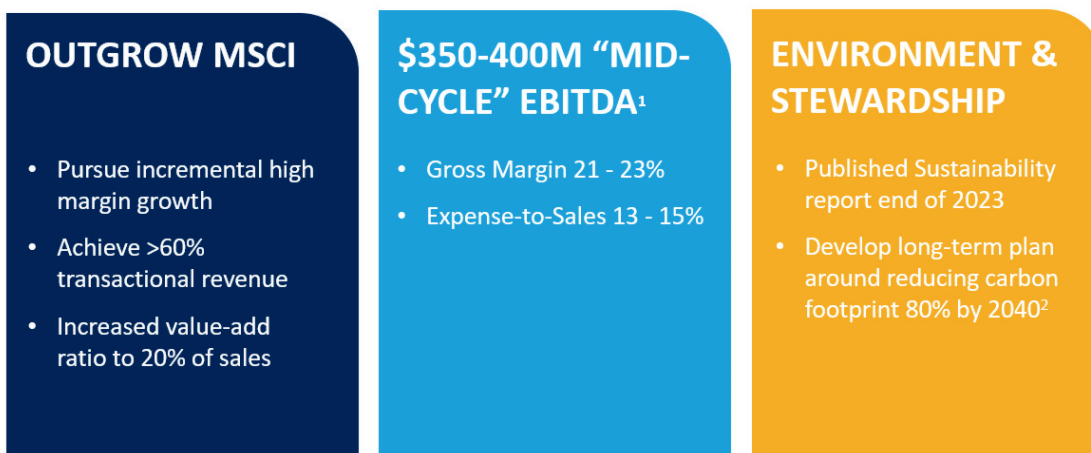 OUTGROW MSCI
• Pursue incremental high
margin growth
• Achieve >60%
transactional revenue
• Increased value-add
ratio to 20% of sales
$350-400M “MID-
CYCLE” EBITDA¹
• Gross Margin 21 - 23%
• Expense-to-Sales 13 - 15%
ENVIRONMENT &
STEWARDSHIP
• Published Sustainability
report end of 2023
• Develop long-term plan
around reducing carbon
footprint 80% by 2040²